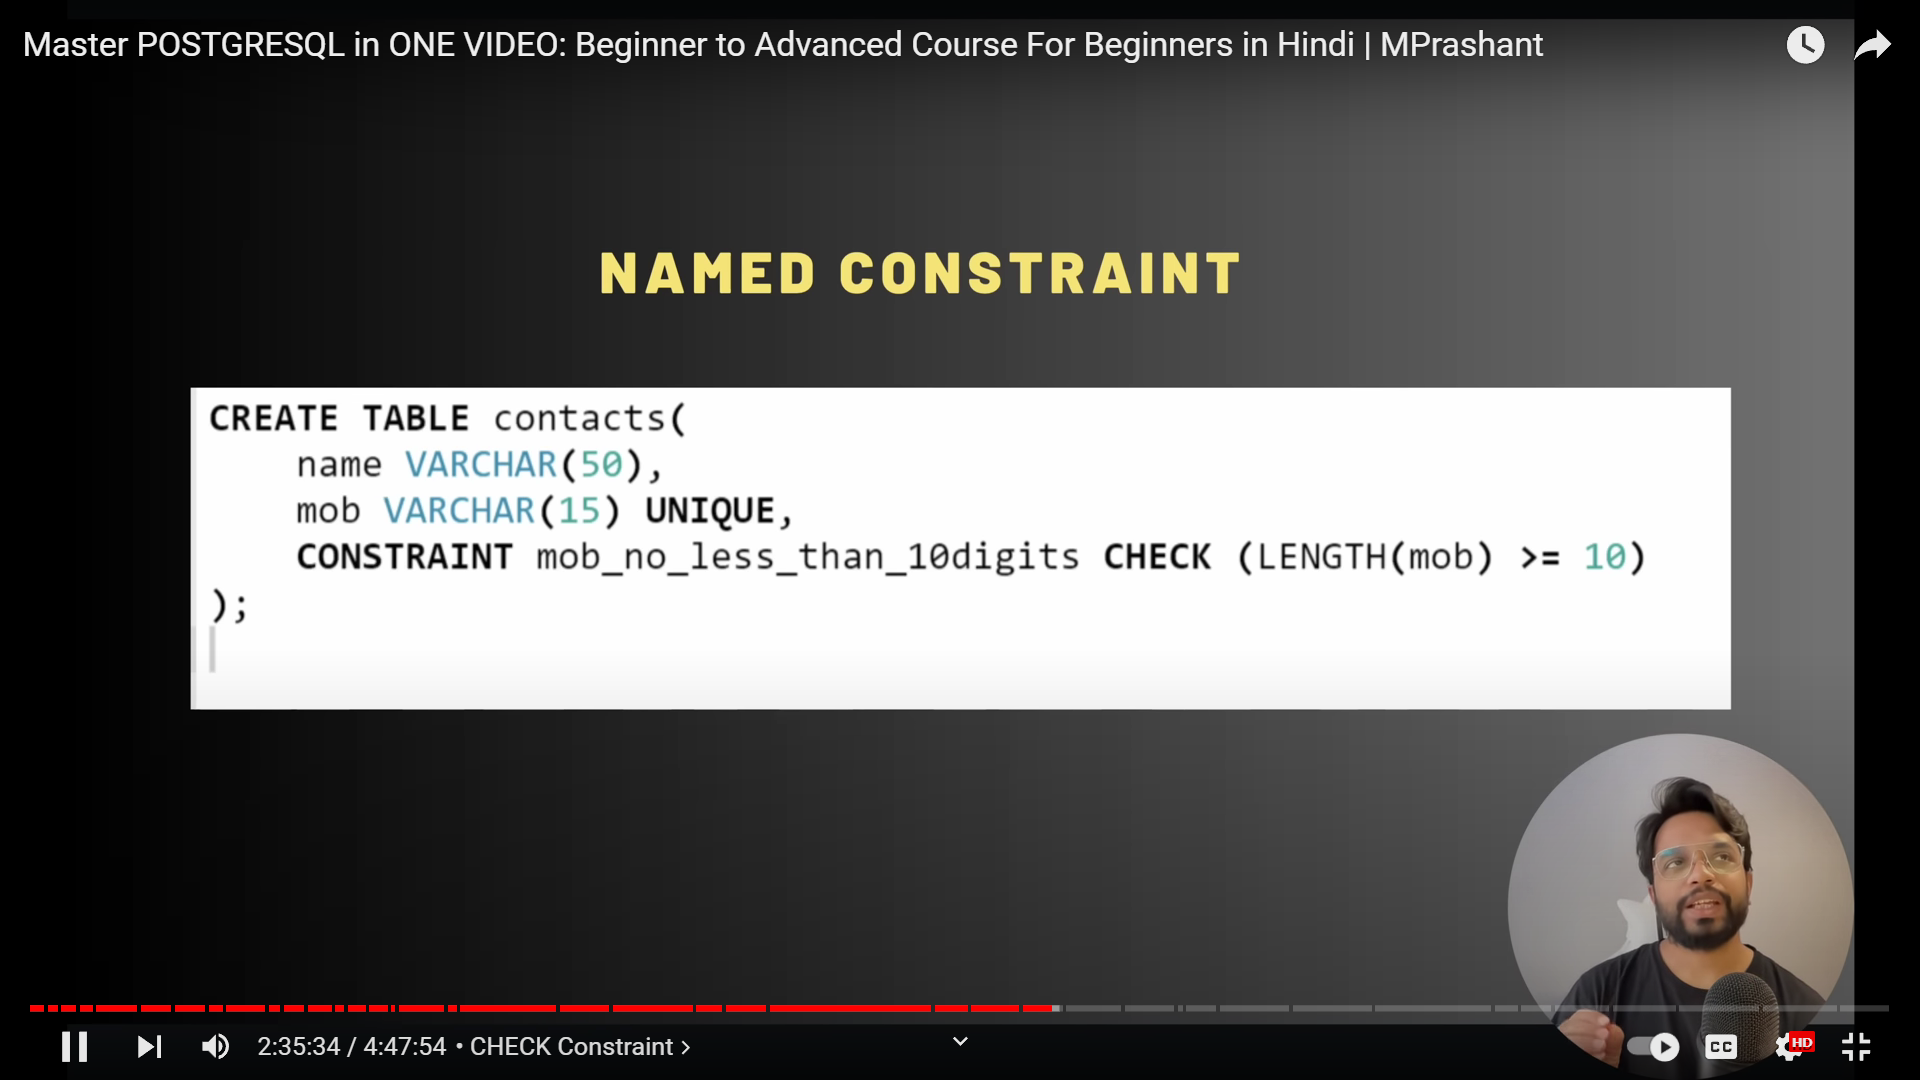 Master POSTGRESQL in ONE VIDEO: Beginner to Advanced Course For Beginners in Hindi | MPrashant
NAMED CONSTRAINT
CREATE TABLE contacts(
name VARCHAR(50),
mob VARCHAR(15) UNIQUE,
CONSTRAINT mob_no_less_than_10digits CHECK (LENGTH(mob) >= 10)
);
2:35:34 / 4:47:54 • CHECK Constraint >
CC
HD